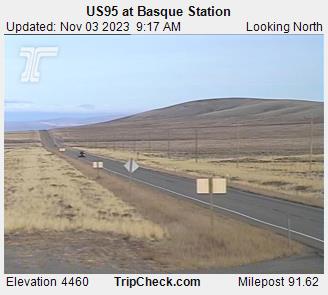 US95 at Basque Station
Updated: Nov 03 2023 9:17 AM Looking North
Elevation 4460 TripCheck.com Milepost 91.62